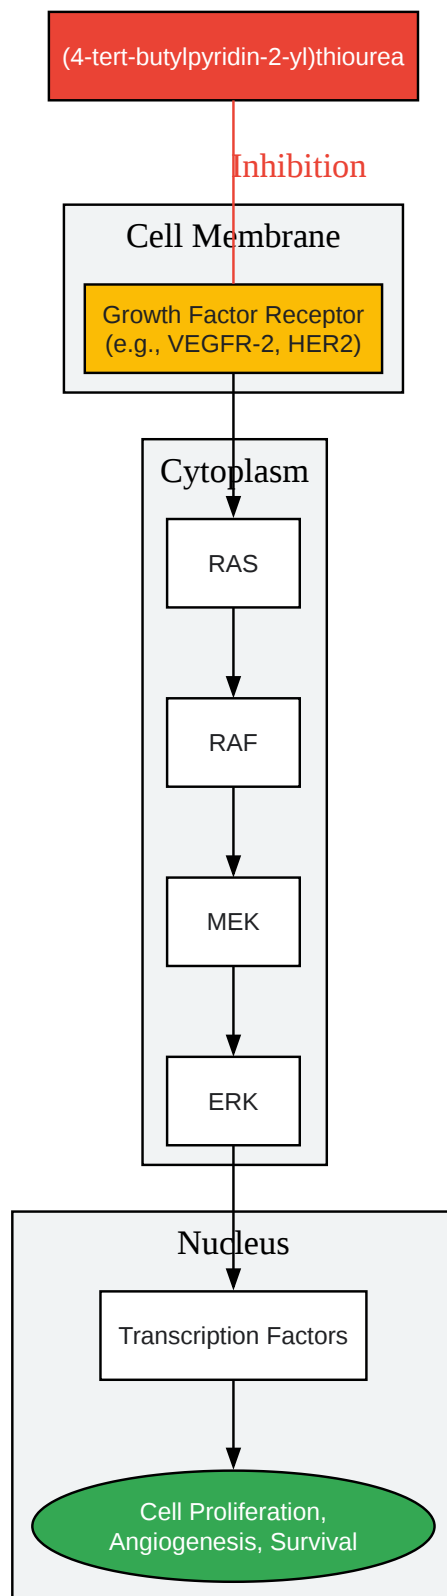 (4-tert-butylpyridin-2-yl)thiourea
Inhibition
Cell Membrane
Growth Factor Receptor
(e.g., VEGFR-2, HER2)
Cytoplasm
RAS
RAF
MEK
ERK
Nucleus
Transcription Factors
Cell Proliferation,
Angiogenesis, Survival